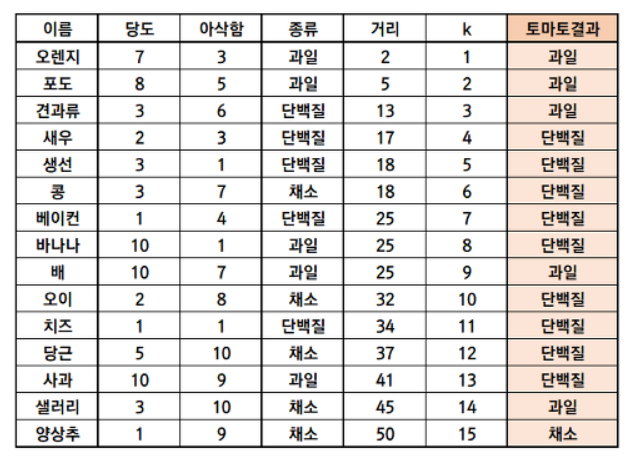 이름 당도 아삭함 종류 거리 k 토마토결과
오렌지 7 3 과일 2 1 과일
포도 8 5 과일 5 2 과일
견과류 3 6 단백질 13 3 과일
새우 2 3 단백질 17 4 단백질
생선 3 1 단백질 18 5 단백질
콩 3 7 채소 18 6 단백질
베이컨 1 4 단백질 25 7 단백질
바나나 10 1 과일 25 8 단백질
배 10 7 과일 25 9 과일
오이 2 8 채소 32 10 단백질
치즈 1 1 단백질 34 11 단백질
당근 5 10 채소 37 12 단백질
사과 10 9 과일 41 13 단백질
샐러리 3 10 채소 45 14 과일
양상추 1 9 채소 50 15 채소